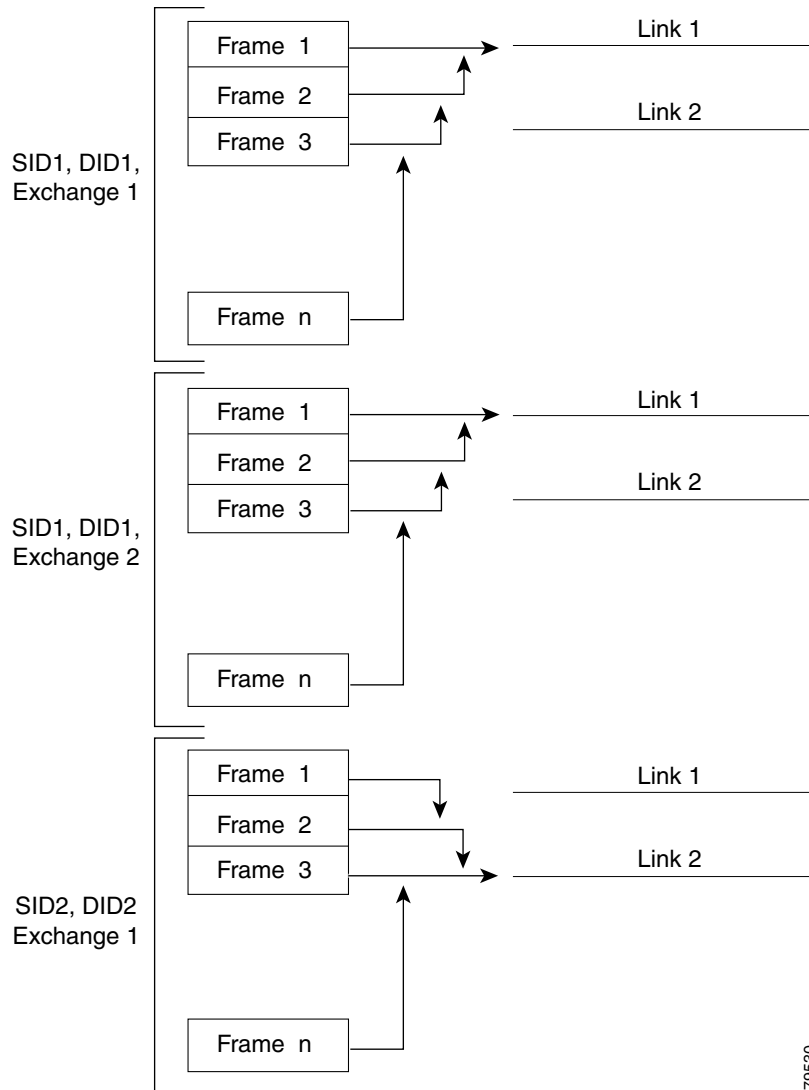 Frame 1
Link 1
Frame 2
Link 2
Frame 3
SID1, DID1,
Exchange 1
Frame n
Frame 1
Link 1
Frame 2
Link 2
Frame 3
SID1, DID1,
Exchange 2
Frame n
Frame 1
Link 1
Frame 2
Link 2
Frame 3
SID2, DID2
Exchange 1
Frame n
79530